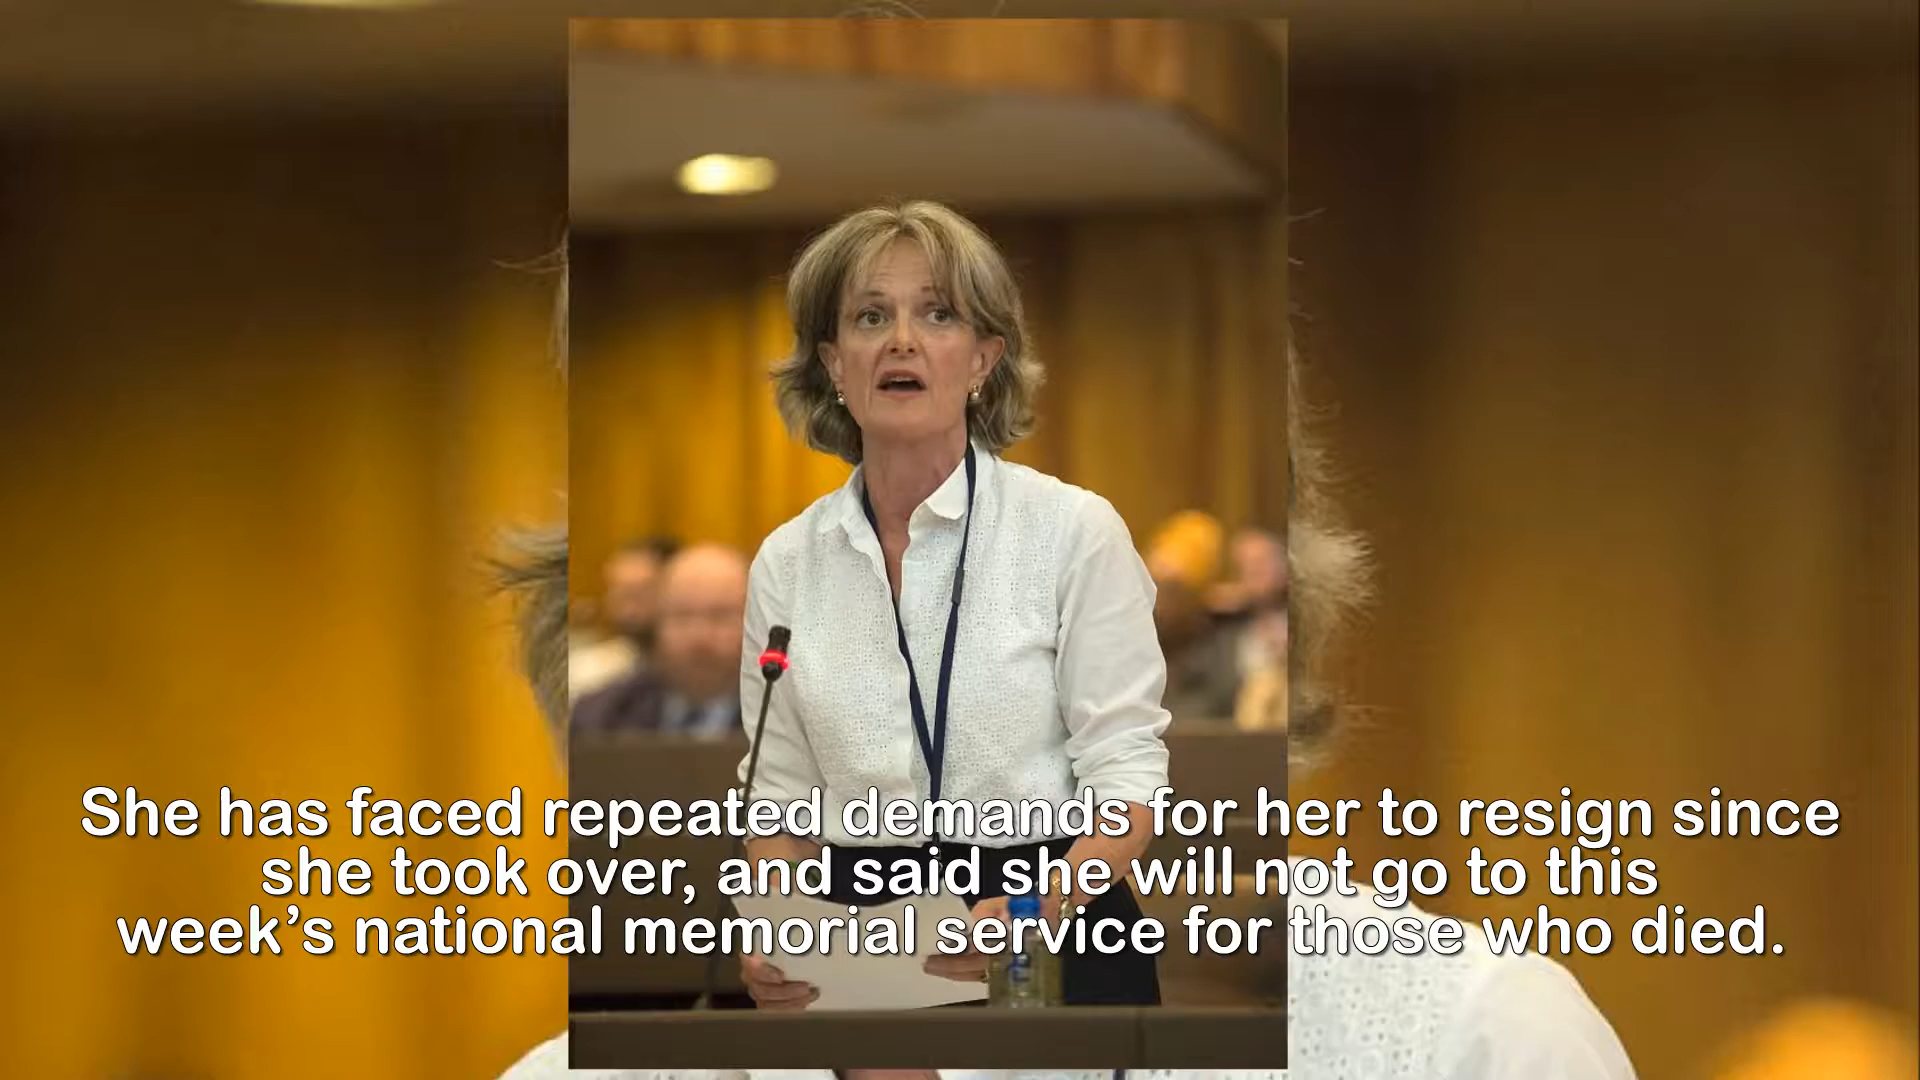 She has faced repeated demands for her to resign since
she took over, and said she will not go to this
week’s national memorial service for those who died.